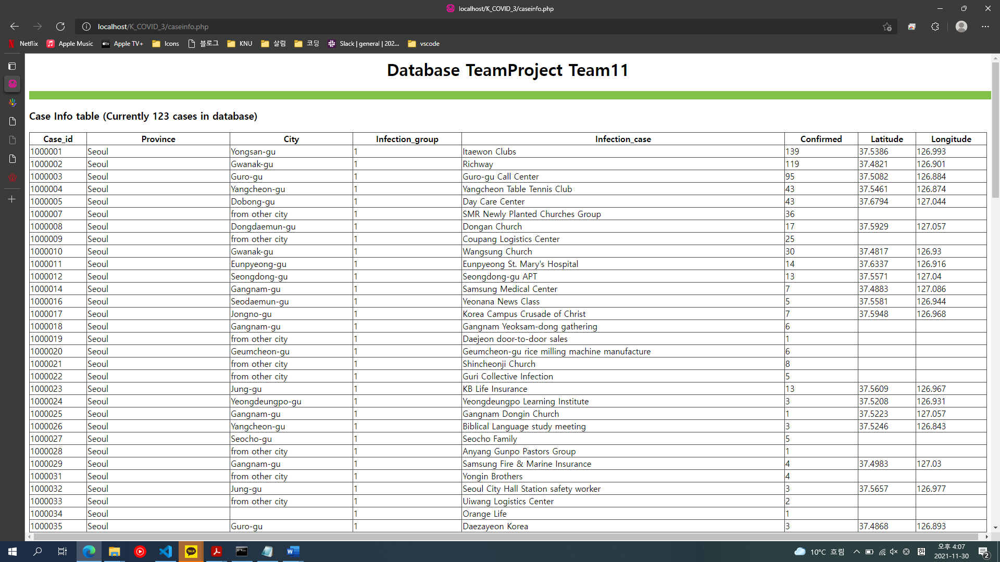 localhost/K_COVID_3/caseinfo.php
localhost/K_COVID_3/caseinfo.php
Netflix Apple Music Apple TV+ Icons 블로그 KNU 살림 코딩 Slack | general | 202... vscode
Database TeamProject Team11
Case Info table (Currently 123 cases in database)
Case_id Province City Infection_group Infection_case Confirmed Latitude Longitude
1000001 Seoul Yongsan-gu 1 Itaewon Clubs 139 37.5386 126.993
1000002 Seoul Gwanak-gu 1 Richway 119 37.4821 126.901
1000003 Seoul Guro-gu 1 Guro-gu Call Center 95 37.5082 126.884
1000004 Seoul Yangcheon-gu 1 Yangcheon Table Tennis Club 43 37.5461 126.874
1000005 Seoul Dobong-gu 1 Day Care Center 43 37.6794 127.044
1000007 Seoul from other city 1 SMR Newly Planted Churches Group 36
1000008 Seoul Dongdaemun-gu 1 Dongan Church 17 37.5929 127.057
1000009 Seoul from other city 1 Coupang Logistics Center 25
1000010 Seoul Gwanak-gu 1 Wangsung Church 30 37.4817 126.93
1000011 Seoul Eunpyeong-gu 1 Eunpyeong St. Mary's Hospital 14 37.6337 126.916
1000012 Seoul Seongdong-gu 1 Seongdong-gu APT 13 37.5571 127.04
1000014 Seoul Gangnam-gu 1 Samsung Medical Center 7 37.4883 127.086
1000016 Seoul Seodaemun-gu 1 Yeonana News Class 5 37.5581 126.944
1000017 Seoul Jongno-gu 1 Korea Campus Crusade of Christ 7 37.5948 126.968
1000018 Seoul Gangnam-gu 1 Gangnam Yeoksam-dong gathering 6
1000019 Seoul from other city 1 Daejeon door-to-door sales 1
1000020 Seoul Geumcheon-gu 1 Geumcheon-gu rice milling machine manufacture 6
1000021 Seoul from other city 1 Shincheonji Church 8
1000022 Seoul from other city 1 Guri Collective Infection 5
1000023 Seoul Jung-gu 1 KB Life Insurance 13 37.5609 126.967
1000024 Seoul Yeongdeungpo-gu 1 Yeongdeungpo Learning Institute 3 37.5208 126.931
1000025 Seoul Gangnam-gu 1 Gangnam Dongin Church 1 37.5223 127.057
1000026 Seoul Yangcheon-gu 1 Biblical Language study meeting 3 37.5246 126.843
1000027 Seoul Seocho-gu 1 Seocho Family 5
1000028 Seoul from other city 1 Anyang Gunpo Pastors Group 1
1000029 Seoul Gangnam-gu 1 Samsung Fire & Marine Insurance 4 37.4983 127.03
1000031 Seoul from other city 1 Yongin Brothers 4
1000032 Seoul Jung-gu 1 Seoul City Hall Station safety worker 3 37.5657 126.977
1000033 Seoul from other city 1 Uiwang Logistics Center 2
1000034 Seoul 1 Orange Life 1
1000035 Seoul Guro-gu 1 Daezayeon Korea 3 37.4868 126.893
10°C 흐림 한 오후 4:07
2021-11-30 2